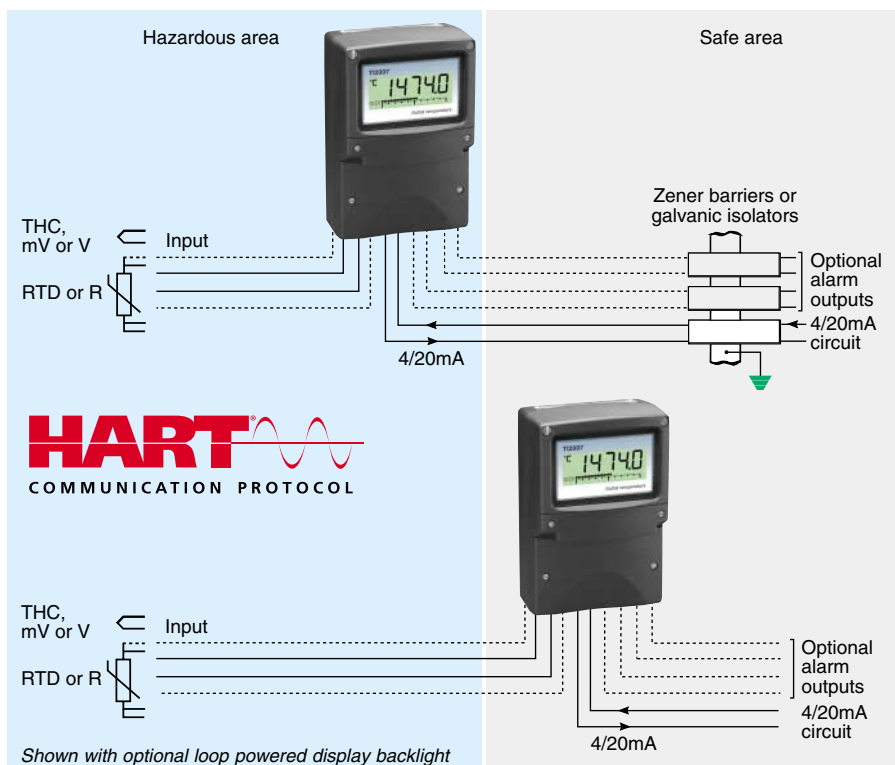 Hazardous area
Safe area
TI2007
°C
1474.0
Zener barriers or
galvanic isolators
THC,
mV or V
Input
RTD or R
Optional
alarm
outputs
4/20mA
circuit
4/20mA
HART®
COMMUNICATION PROTOCOL
°C
1474.0
THC,
mV or V
Input
RTD or R
Optional
alarm
outputs
4/20mA
circuit
4/20mA
Shown with optional loop powered display backlight